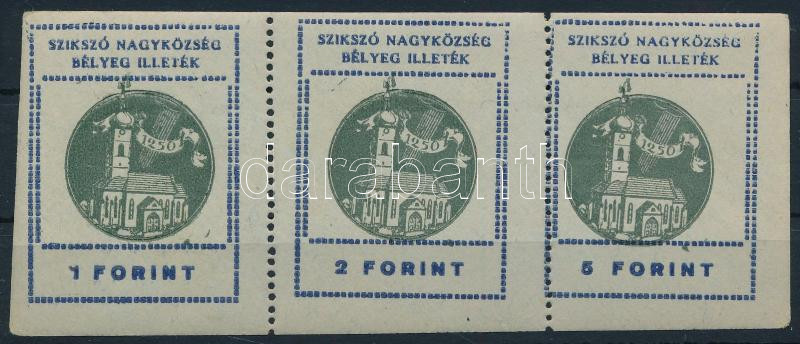 SZIKSZÓ NAGYKÖZSÉG
BÉLYEG ILLETÉK
1250
1 FORINT
SZIKSZÓ NAGYKÖZSÉG
BÉLYEG ILLETÉK
1250
2 FORINT
SZIKSZÓ NAGYKÖZSÉG
BÉLYEG ILLETÉK
1250
5 FORINT
darabanth.com